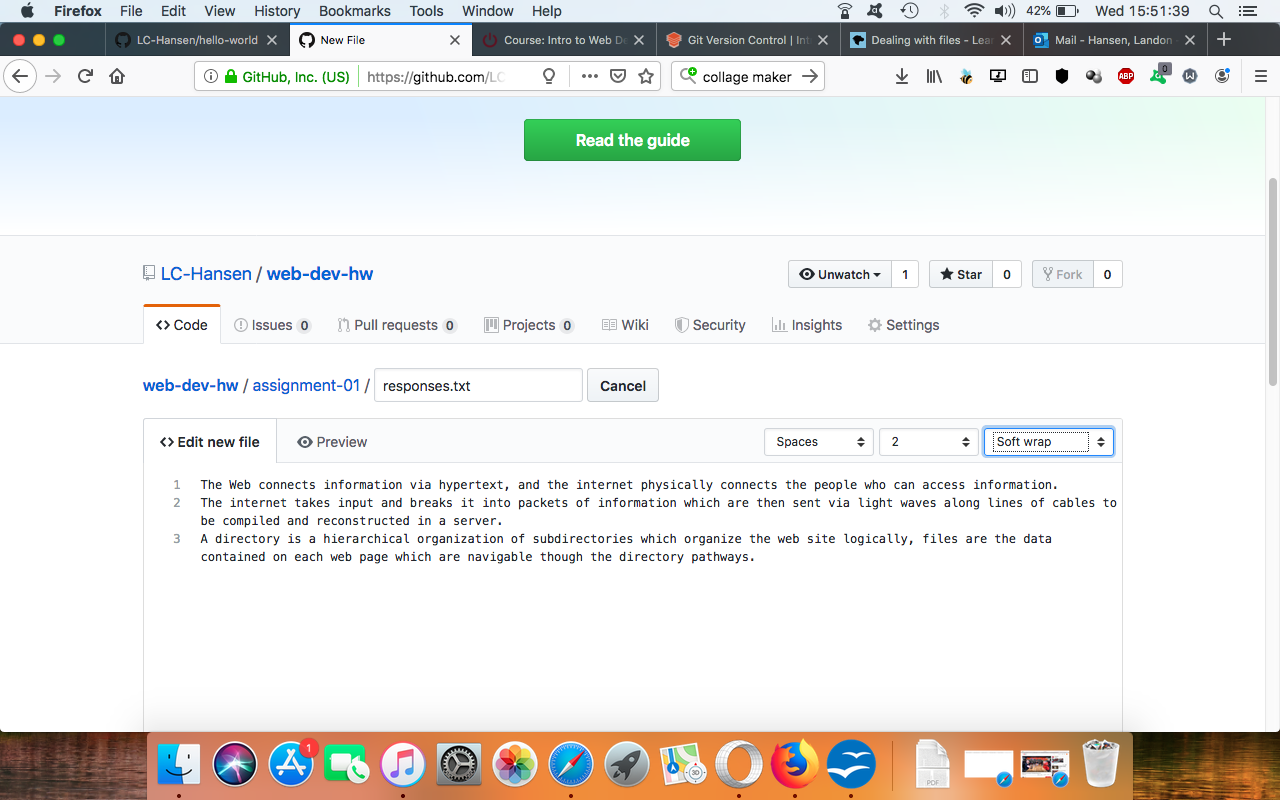 Firefox File Edit View History Bookmarks Tools Window Help 42% Wed 15:51:39
LC-Hansen/hello-world New File Course: Intro to Web De Git Version Control | Int Dealing with files - Lear Mail - Hansen, Landon
GitHub, Inc. (US) https://github.com/LC collage maker ABP 0
Read the guide
LC-Hansen / web-dev-hw Unwatch 1 Star 0 Fork 0
Code Issues 0 Pull requests 0 Projects 0 Wiki Security Insights Settings
web-dev-hw / assignment-01 / responses.txt Cancel
Edit new file Preview Spaces 2 Soft wrap
1 The Web connects information via hypertext, and the internet physically connects the people who can access information.
2 The internet takes input and breaks it into packets of information which are then sent via light waves along lines of cables to
be compiled and reconstructed in a server.
3 A directory is a hierarchical organization of subdirectories which organize the web site logically, files are the data
contained on each web page which are navigable though the directory pathways.
1
3D
PDF